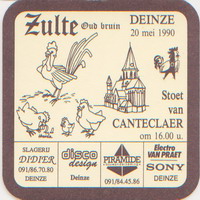 Zulte Oud bruin
DEINZE
20 mei 1990
Stoet
van
CANTECLAER
om 16.00 u.
SLAGERIJ
DIDIER
091/86.70.80
DEINZE
disco
design
Deinze
PIRAMIDE
091/84.45.86
Electro
VAN PRAET
SONY
DEINZE